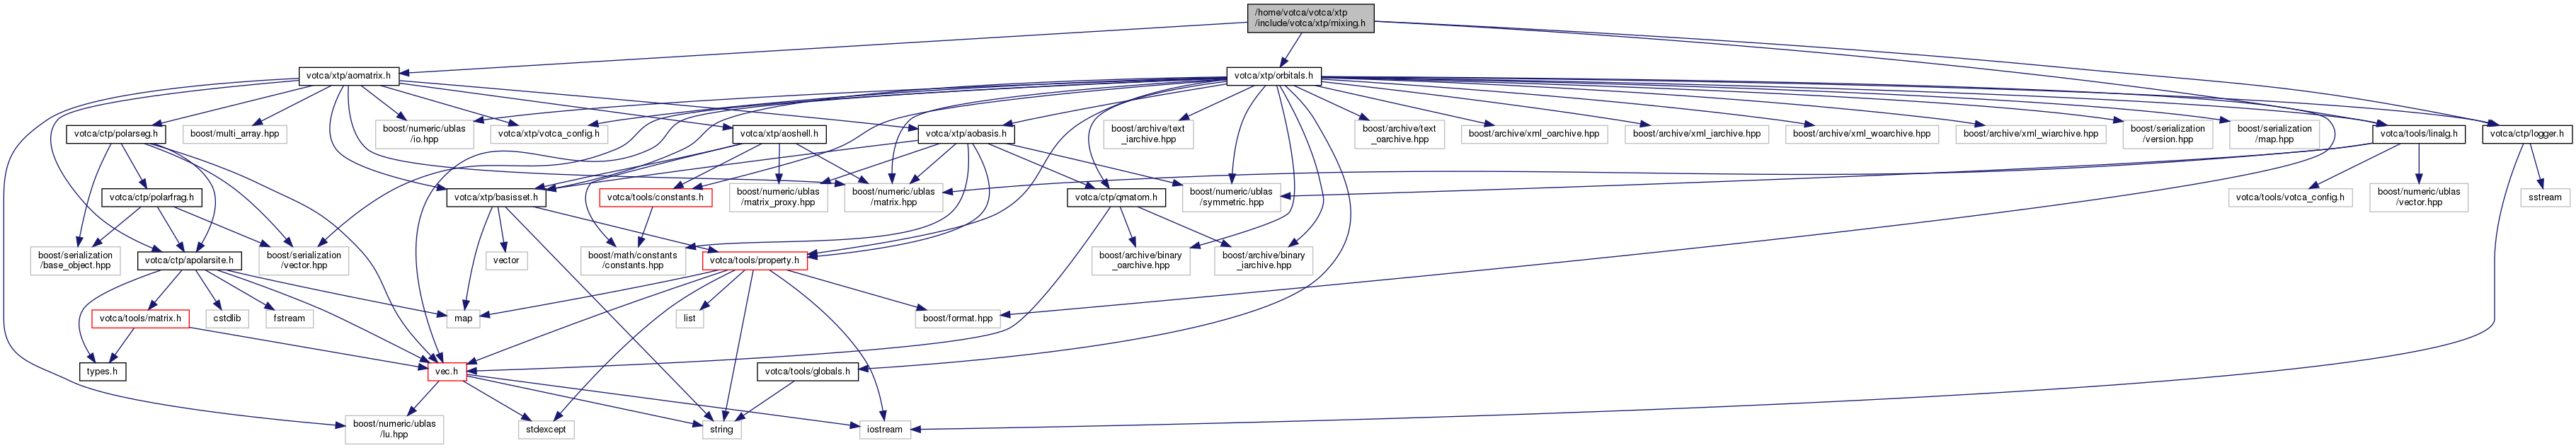 /home/votca/votca/xtp
/include/votca/xtp/mixing.h
votca/xtp/aomatrix.h
votca/xtp/orbitals.h
votca/ctp/polarseg.h
boost/multi_array.hpp
boost/numeric/ublas
/io.hpp
votca/xtp/votca_config.h
votca/xtp/aoshell.h
votca/xtp/aobasis.h
boost/archive/text
_iarchive.hpp
boost/archive/text
_oarchive.hpp
boost/archive/xml_oarchive.hpp
boost/archive/xml_iarchive.hpp
boost/archive/xml_woarchive.hpp
boost/archive/xml_wiarchive.hpp
boost/serialization
/version.hpp
boost/serialization
/map.hpp
votca/tools/linalg.h
votca/ctp/logger.h
votca/ctp/polarfrag.h
votca/xtp/basisset.h
votca/tools/constants.h
boost/numeric/ublas
/matrix_proxy.hpp
boost/numeric/ublas
/matrix.hpp
votca/ctp/qmatom.h
boost/numeric/ublas
/symmetric.hpp
votca/tools/votca_config.h
boost/numeric/ublas
/vector.hpp
sstream
boost/serialization
/base_object.hpp
votca/ctp/apolarsite.h
boost/serialization
/vector.hpp
vector
boost/math/constants
/constants.hpp
votca/tools/property.h
boost/archive/binary
_oarchive.hpp
boost/archive/binary
_iarchive.hpp
votca/tools/matrix.h
cstdlib
fstream
map
list
boost/format.hpp
types.h
vec.h
votca/tools/globals.h
boost/numeric/ublas
/lu.hpp
stdexcept
string
iostream